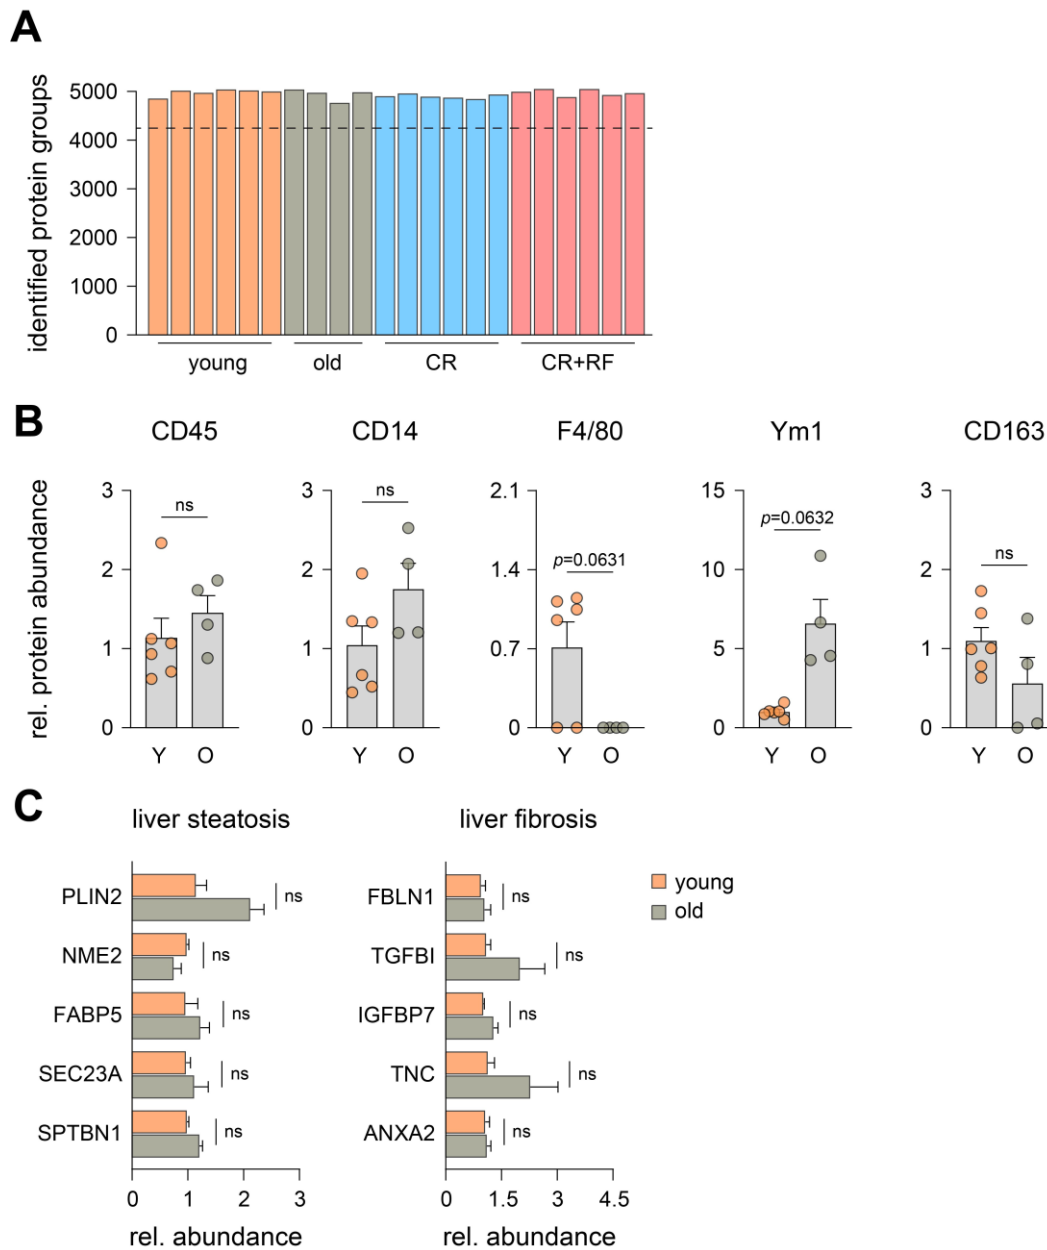 A
identified protein groups
5000
4000
3000
2000
1000
0
young old CR CR+RF
B
rel. protein abundance
CD45 CD14 F4/80 Ym1 CD163
3 3 2.1 15 3
ns ns p=0.0631 p=0.0632 ns
2 2 1.4 10 2
1 1 0.7 5 1
0 0 0 0 0
Y O Y O Y O Y O Y O
C
liver steatosis
PLIN2 ns
NME2 ns
FABP5 ns
SEC23A ns
SPTBN1 ns
0 1 2 3
rel. abundance
liver fibrosis
FBLN1 ns
TGFBI ns
IGFBP7 ns
TNC ns
ANXA2 ns
0 1.5 3 4.5
rel. abundance
young
old